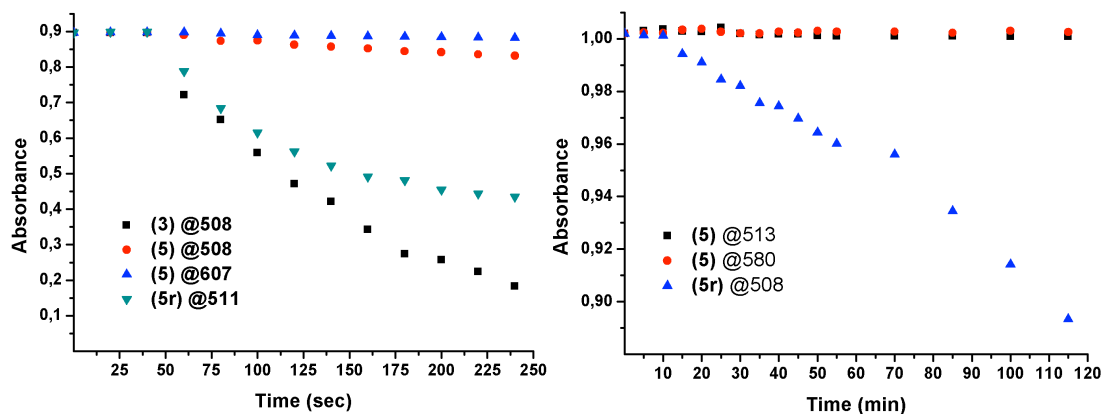 Absorbance
0,9
0,8
0,7
0,6
0,5
0,4
0,3
0,2
0,1
(3) @508
(5) @508
(5) @607
(5r) @511
25 50 75 100 125 150 175 200 225 250
Time (sec)
Absorbance
1,00
0,98
0,96
0,94
0,92
0,90
(5) @513
(5) @580
(5r) @508
10 20 30 40 50 60 70 80 90 100 110 120
Time (min)